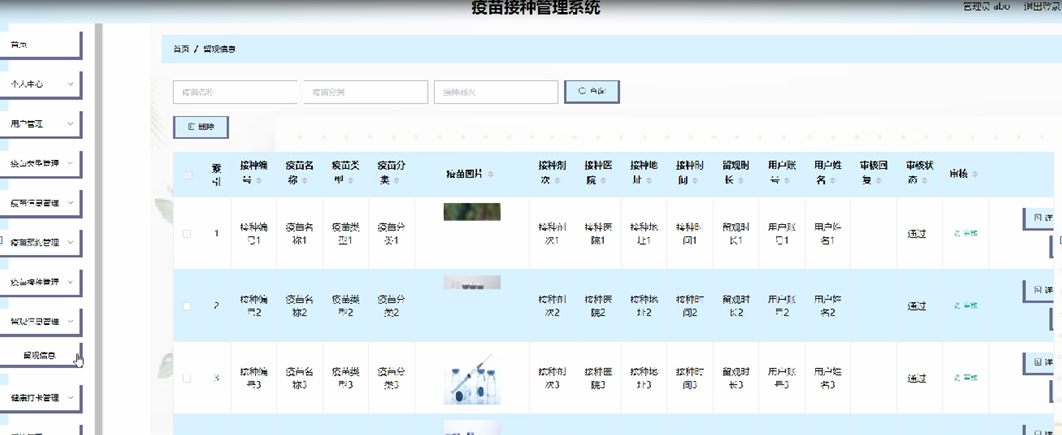 疫苗接种管理系统
管理员 abo 退出登录
首页
个人中心
用户管理
疫苗类型管理
疫苗信息管理
疫苗预约管理
疫苗接种管理
留观信息管理
留观信息
健康打卡管理
首页 / 留观信息
疫苗名称 疫苗分类 接种剂次 查询
删除
索引 接种编号 疫苗名称 疫苗类型 疫苗分类 疫苗图片 接种剂次 接种医院 接种地址 接种时间 留观时长 用户账号 用户姓名 审核回复 审核状态 审核
1 接种编号1 疫苗名称1 疫苗类型1 疫苗分类1 接种剂次1 接种医院1 接种地址1 接种时间1 留观时长1 用户账号1 用户姓名1 通过 审核 详
2 接种编号2 疫苗名称2 疫苗类型2 疫苗分类2 接种剂次2 接种医院2 接种地址2 接种时间2 留观时长2 用户账号2 用户姓名2 通过 审核 详
3 接种编号3 疫苗名称3 疫苗类型3 疫苗分类3 接种剂次3 接种医院3 接种地址3 接种时间3 留观时长3 用户账号3 用户姓名3 通过 审核 详